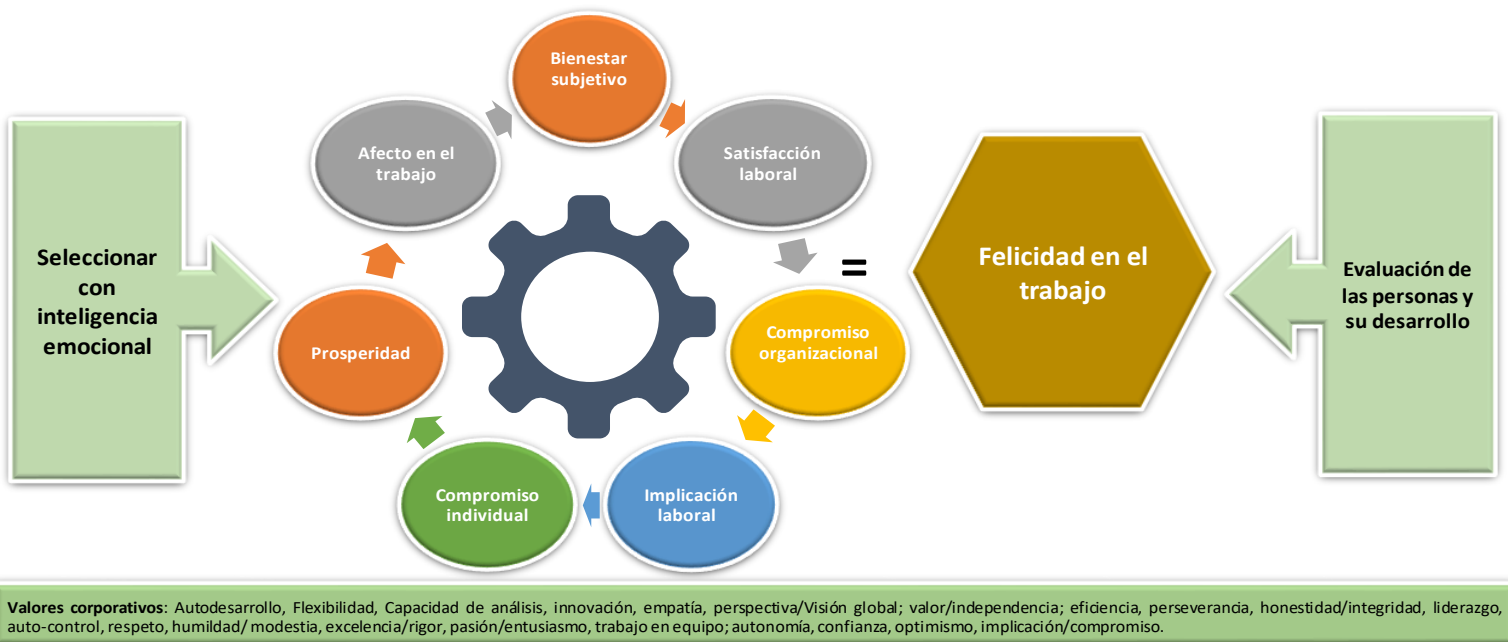 Seleccionar
con
inteligencia
emocional
Bienestar
subjetivo
Afecto en el
trabajo
Satisfacción
laboral
Prosperidad
Compromiso
organizacional
Compromiso
individual
Implicación
laboral
=
Felicidad en el
trabajo
Evaluación de
las personas y
su desarrollo
Valores corporativos: Autodesarrollo, Flexibilidad, Capacidad de análisis, innovación, empatía, perspectiva/Visión global; valor/independencia; eficiencia, perseverancia, honestidad/integridad, liderazgo,
auto-control, respeto, humildad/ modestia, excelencia/rigor, pasión/entusiasmo, trabajo en equipo; autonomía, confianza, optimismo, implicación/compromiso.